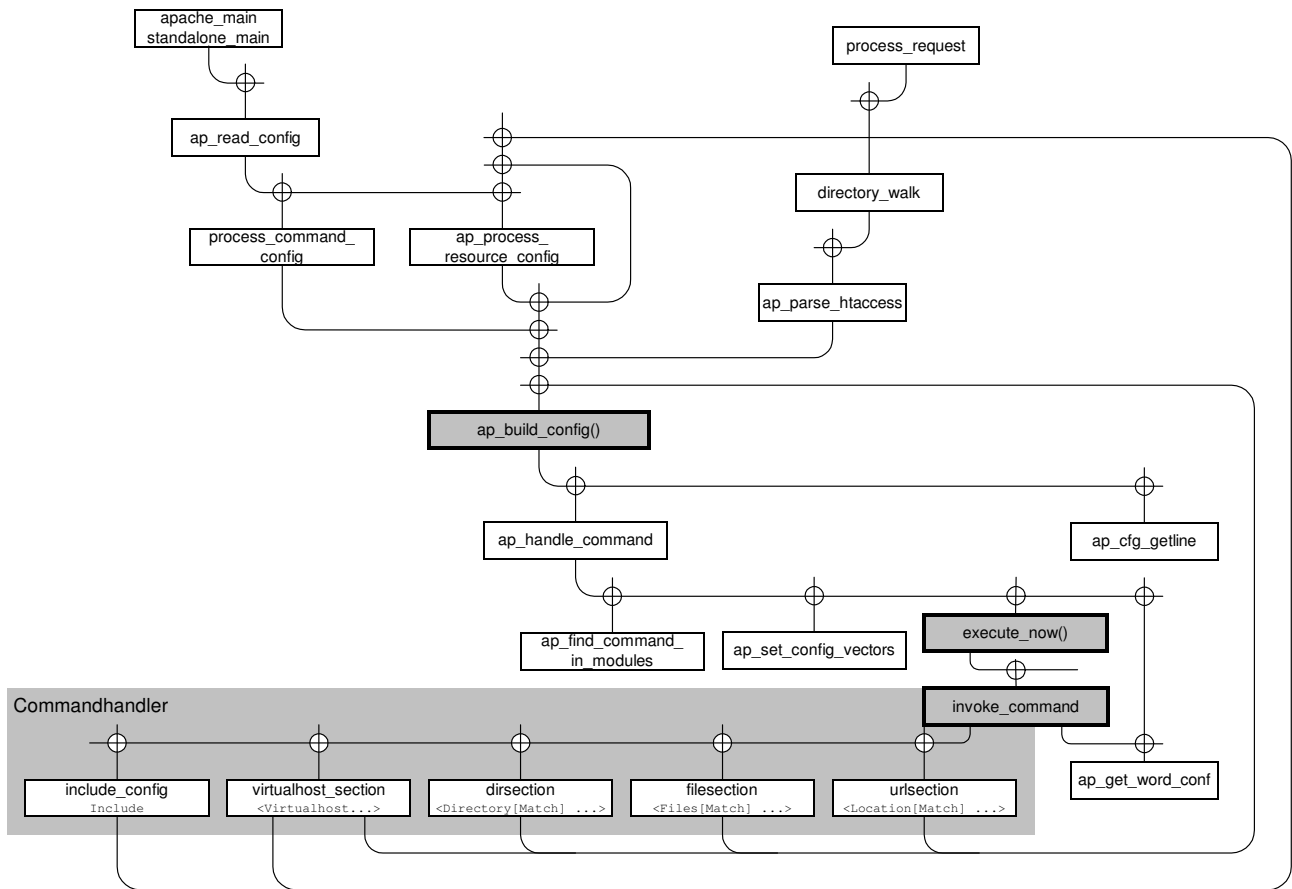 apache_main
standalone_main
process_request
ap_read_config
directory_walk
process_command_
config
ap_process_
resource_config
ap_parse_htaccess
ap_build_config()
ap_handle_command
ap_cfg_getline
ap_find_command_
in_modules
ap_set_config_vectors
execute_now()
Commandhandler
invoke_command
include_config
Include
virtualhost_section
<Virtualhost...>
dirsection
<Directory[Match] ...>
filesection
<Files[Match] ...>
urlsection
<Location[Match] ...>
ap_get_word_conf